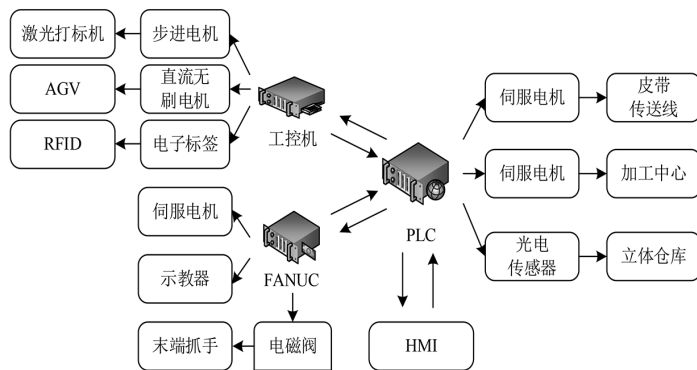 激光打标机
步进电机
AGV
直流无
刷电机
RFID
电子标签
工控机
伺服电机
皮带
传送线
伺服电机
加工中心
光电
传感器
立体仓库
PLC
伺服电机
示教器
FANUC
末端抓手
电磁阀
HMI